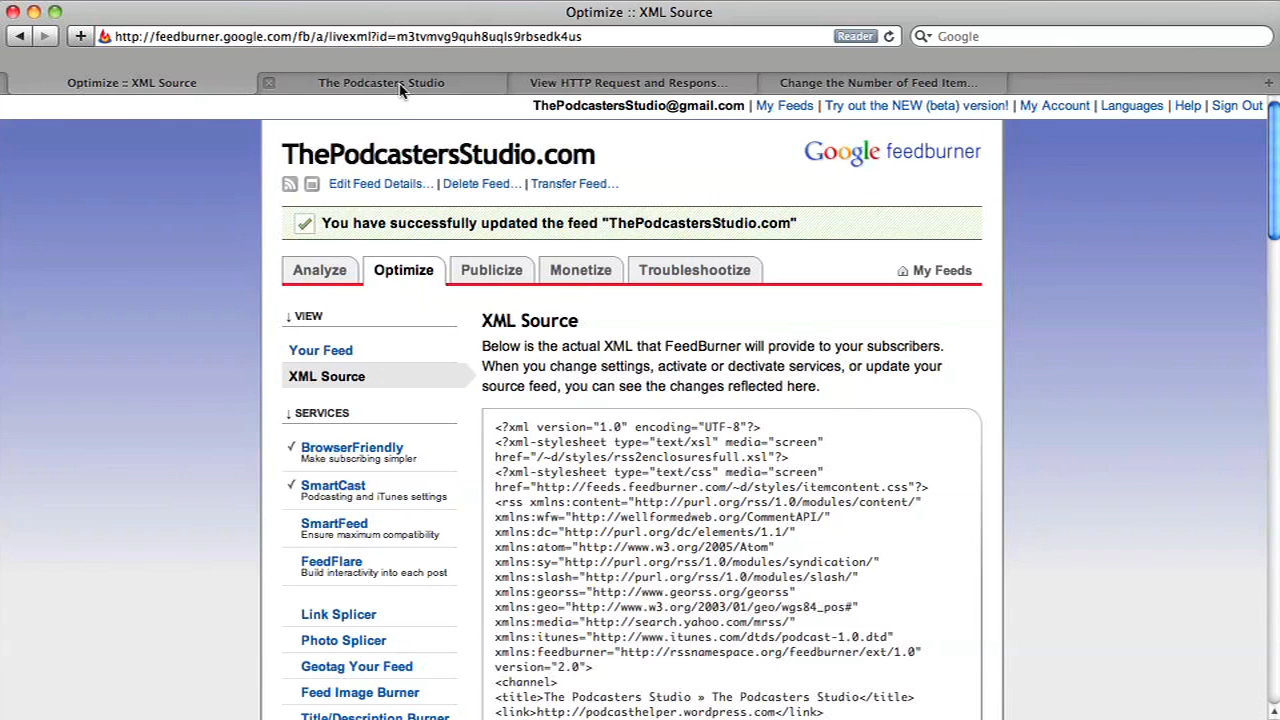 Optimize :: XML Source
http://feedburner.google.com/fb/a/livexml?id=m3tvmvg9quh8uqls9rbsedk4us
Reader
Google
Optimize :: XML Source
The Podcasters Studio
View HTTP Request and Respons...
Change the Number of Feed Item...
ThePodcastersStudio@gmail.com | My Feeds | Try out the NEW (beta) version! | My Account | Languages | Help | Sign Out
ThePodcastersStudio.com
Google feedburner
Edit Feed Details... | Delete Feed... | Transfer Feed...
You have successfully updated the feed "ThePodcastersStudio.com"
Analyze
Optimize
Publicize
Monetize
Troubleshootize
My Feeds
↓ VIEW
Your Feed
XML Source
↓ SERVICES
✓ BrowserFriendly
Make subscribing simpler
✓ SmartCast
Podcasting and iTunes settings
SmartFeed
Ensure maximum compatibility
FeedFlare
Build interactivity into each post
Link Splicer
Photo Splicer
Geotag Your Feed
Feed Image Burner
Title/Description Burner
XML Source
Below is the actual XML that FeedBurner will provide to your subscribers.
When you change settings, activate or dectivate services, or update your
source feed, you can see the changes reflected here.
<?xml version="1.0" encoding="UTF-8"?>
<?xml-stylesheet type="text/xsl" media="screen"
href="/~d/styles/rss2enclosuresfull.xsl"?>
<?xml-stylesheet type="text/css" media="screen"
href="http://feeds.feedburner.com/~d/styles/itemcontent.css"?>
<rss xmlns:content="http://purl.org/rss/1.0/modules/content/"
xmlns:wfw="http://wellformedweb.org/CommentAPI/"
xmlns:dc="http://purl.org/dc/elements/1.1/"
xmlns:atom="http://www.w3.org/2005/Atom"
xmlns:sy="http://purl.org/rss/1.0/modules/syndication/"
xmlns:slash="http://purl.org/rss/1.0/modules/slash/"
xmlns:georss="http://www.georss.org/georss"
xmlns:geo="http://www.w3.org/2003/01/geo/wgs84_pos#"
xmlns:media="http://search.yahoo.com/mrss/"
xmlns:itunes="http://www.itunes.com/dtds/podcast-1.0.dtd"
xmlns:feedburner="http://rssnamespace.org/feedburner/ext/1.0"
version="2.0">
<channel>
<title>The Podcasters Studio » The Podcasters Studio</title>
<link>http://podcasthelper.wordpress.com</link>